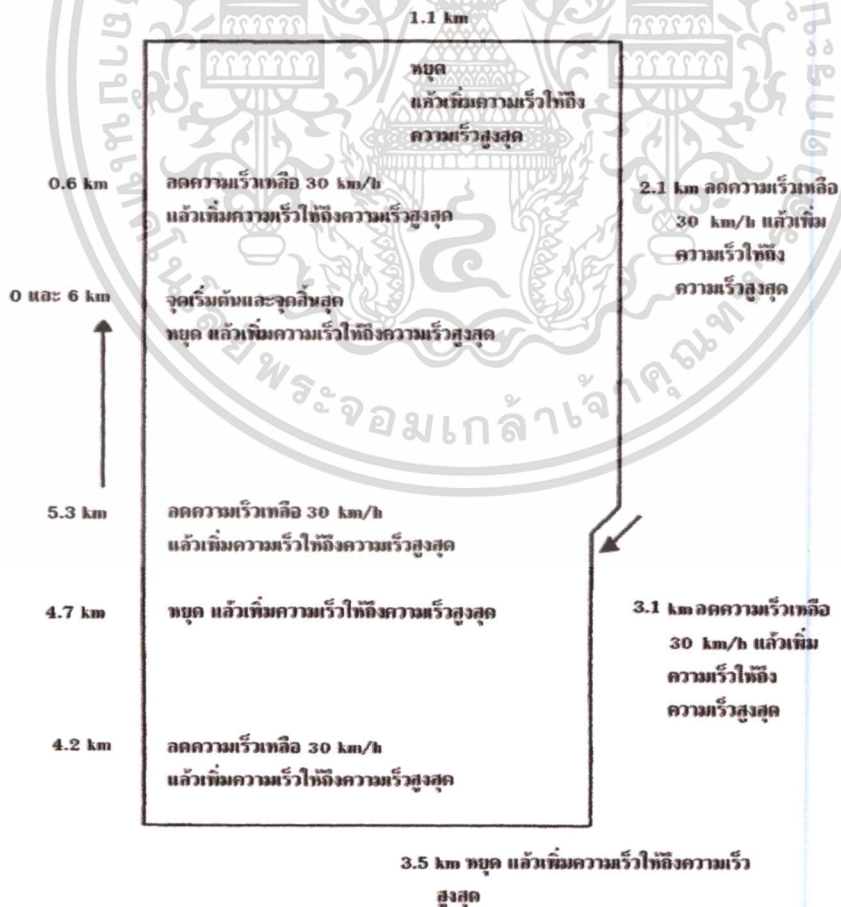 1.1 km
หยุด
แล้วเพิ่มความเร็วให้ถึง
ความเร็วสูงสุด
0.6 km
ลดความเร็วเหลือ 30 km/h
แล้วเพิ่มความเร็วให้ถึงความเร็วสูงสุด
2.1 km ลดความเร็วเหลือ
30 km/h แล้วเพิ่ม
ความเร็วให้ถึง
ความเร็วสูงสุด
0 และ 6 km
จุดเริ่มต้นและจุดสิ้นสุด
หยุด แล้วเพิ่มความเร็วให้ถึงความเร็วสูงสุด
5.3 km
ลดความเร็วเหลือ 30 km/h
แล้วเพิ่มความเร็วให้ถึงความเร็วสูงสุด
4.7 km
หยุด แล้วเพิ่มความเร็วให้ถึงความเร็วสูงสุด
3.1 km ลดความเร็วเหลือ
30 km/h แล้วเพิ่ม
ความเร็วให้ถึง
ความเร็วสูงสุด
4.2 km
ลดความเร็วเหลือ 30 km/h
แล้วเพิ่มความเร็วให้ถึงความเร็วสูงสุด
3.5 km หยุด แล้วเพิ่มความเร็วให้ถึงความเร็ว
สูงสุด